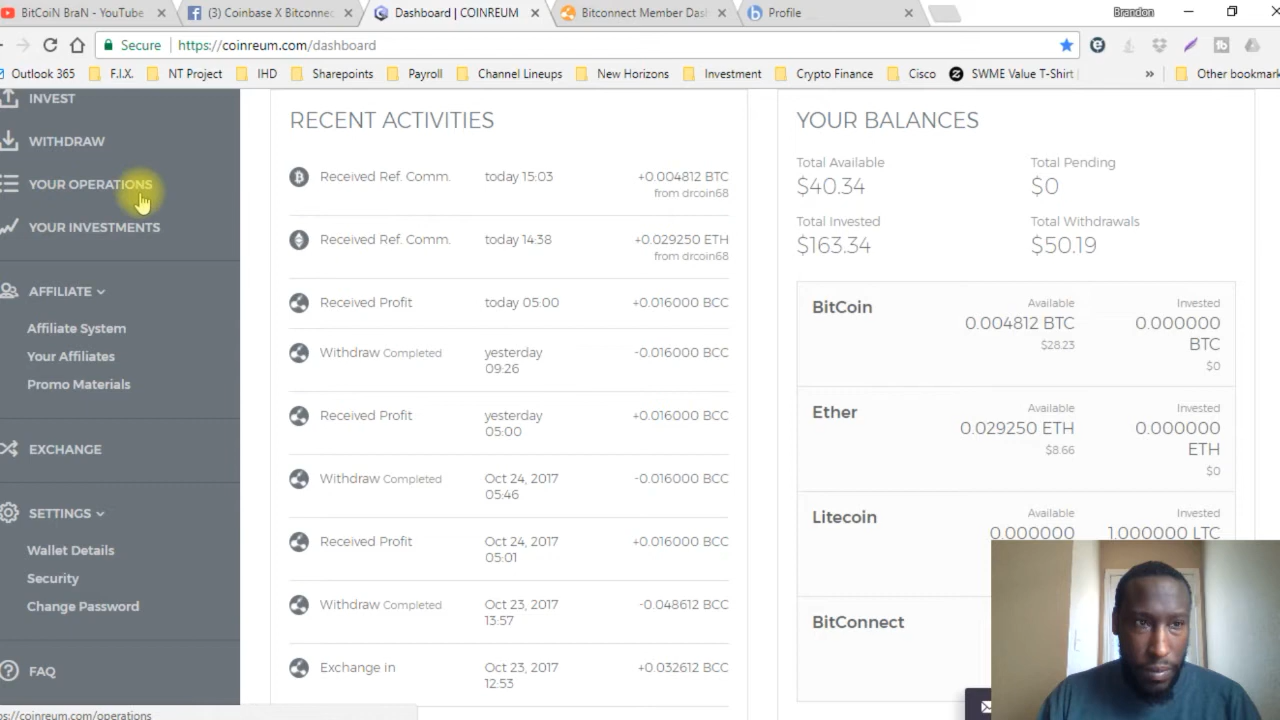 BitCoiN BraN - YouTube
(3) Coinbase X Bitconnec
Dashboard | COINREUM
Bitconnect Member Das
Profile
Brandon
Secure
https://coinreum.com/dashboard
Outlook 365
F.I.X.
NT Project
IHD
Sharepoints
Payroll
Channel Lineups
New Horizons
Investment
Crypto Finance
Cisco
SWME Value T-Shirt
»
Other bookmar
INVEST
WITHDRAW
YOUR OPERATIONS
YOUR INVESTMENTS
AFFILIATE
Affiliate System
Your Affiliates
Promo Materials
EXCHANGE
SETTINGS
Wallet Details
Security
Change Password
FAQ
ps://coinreum.com/operations
RECENT ACTIVITIES
Received Ref. Comm. today 15:03 +0.004812 BTC
from drcoin68
Received Ref. Comm. today 14:38 +0.029250 ETH
from drcoin68
Received Profit today 05:00 +0.016000 BCC
Withdraw Completed yesterday -0.016000 BCC
09:26
Received Profit yesterday +0.016000 BCC
05:00
Withdraw Completed Oct 24, 2017 -0.016000 BCC
05:46
Received Profit Oct 24, 2017 +0.016000 BCC
05:01
Withdraw Completed Oct 23, 2017 -0.048612 BCC
13:57
Exchange in Oct 23, 2017 +0.032612 BCC
12:53
YOUR BALANCES
Total Available Total Pending
$40.34 $0
Total Invested Total Withdrawals
$163.34 $50.19
Available Invested
BitCoin 0.004812 BTC 0.000000
$28.23 BTC
$0
Available Invested
Ether 0.029250 ETH 0.000000
$8.66 ETH
$0
Available Invested
Litecoin 0.000000 1.000000 LTC
BitConnect